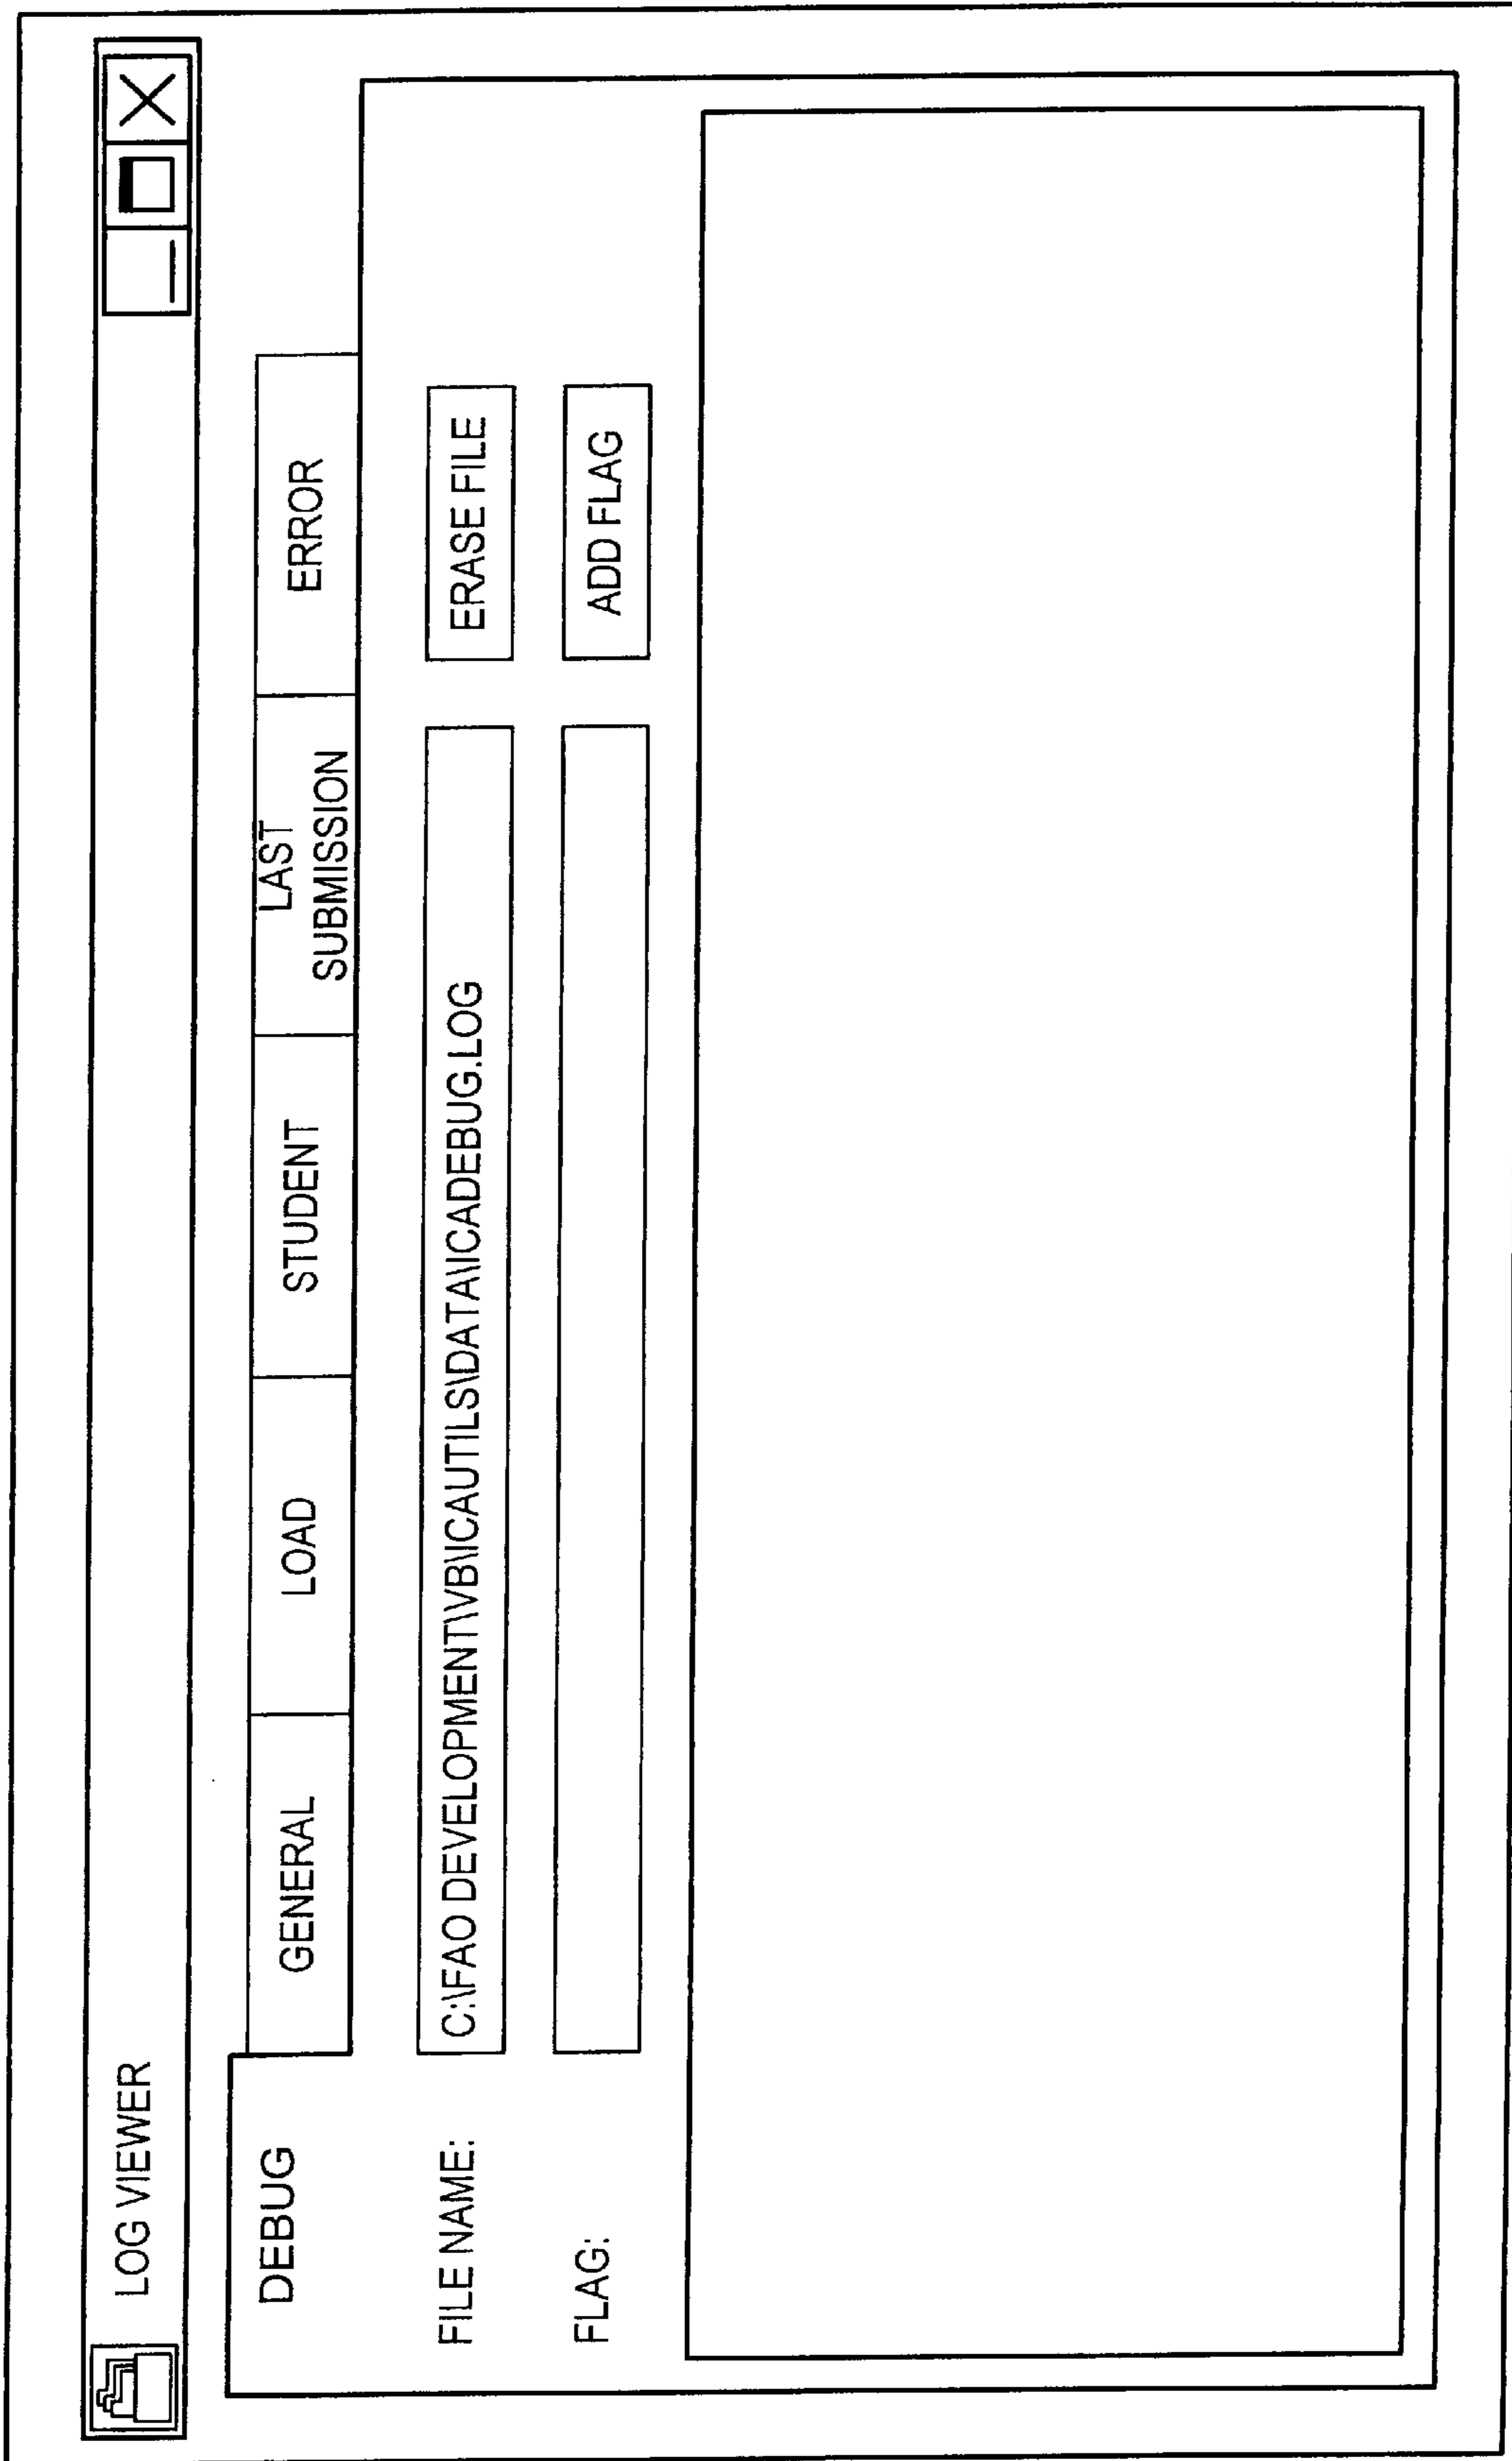 LOG VIEWER
DEBUG
GENERAL
LOAD
STUDENT
LAST
SUBMISSION
ERROR
FILE NAME:
C:\FAO DEVELOPMENT\VB\ICAUTILS\DATA\ICADEBUG.LOG
ERASE FILE
FLAG:
ADD FLAG